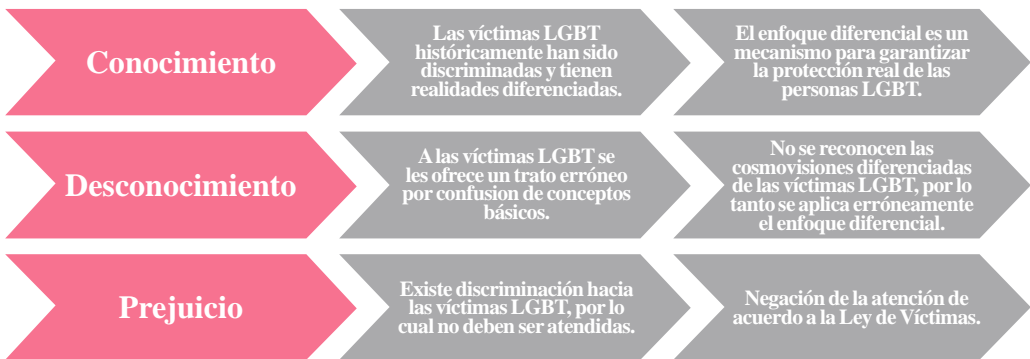 Conocimiento
Las víctimas LGBT
históricamente han sido
discriminadas y tienen
realidades diferenciadas.
El enfoque diferencial es un
mecanismo para garantizar
la protección real de las
personas LGBT.
Desconocimiento
A las víctimas LGBT se
les ofrece un trato erróneo
por confusion de conceptos
básicos.
No se reconocen las
cosmovisiones diferenciadas
de las víctimas LGBT, por lo
tanto se aplica erróneamente
el enfoque diferencial.
Prejuicio
Existe discriminación hacia
las víctimas LGBT, por lo
cual no deben ser atendidas.
Negación de la atención de
acuerdo a la Ley de Víctimas.